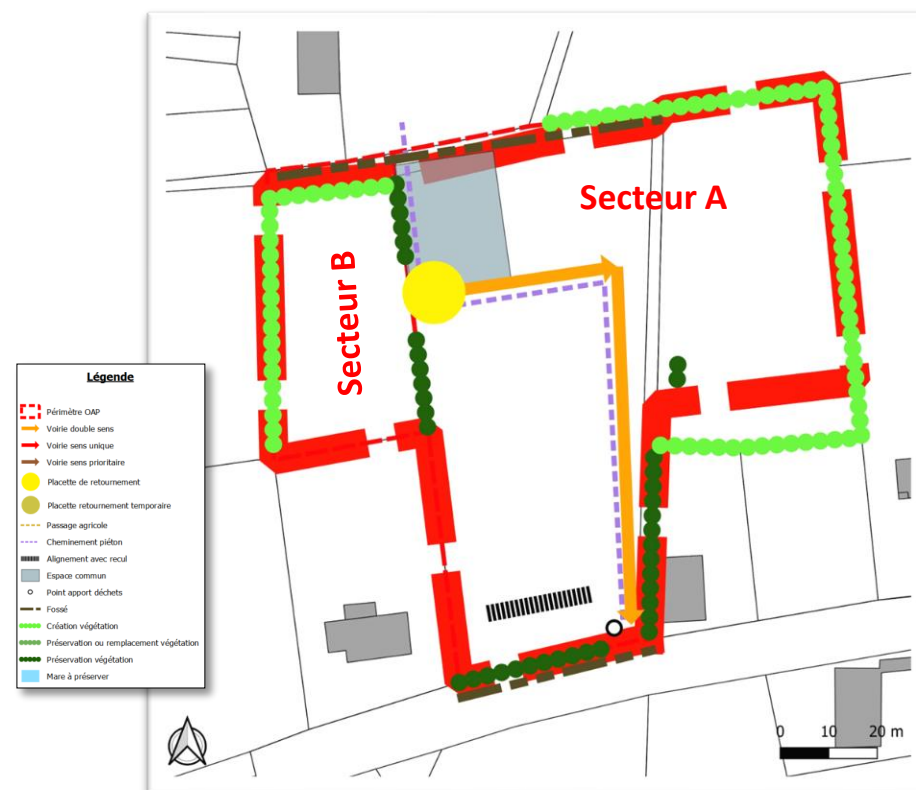 Secteur A
Secteur B
Légende
Périmètre OAP
Voirie double sens
Voirie sens unique
Voirie sens prioritaire
Placette de retournement
Placette retournement temporaire
Passage agricole
Cheminement piéton
Alignement avec recul
Espace commun
Point apport déchets
Fossé
Création végétation
Préservation ou remplacement végétation
Préservation végétation
Mare à préserver
0 10 20 m